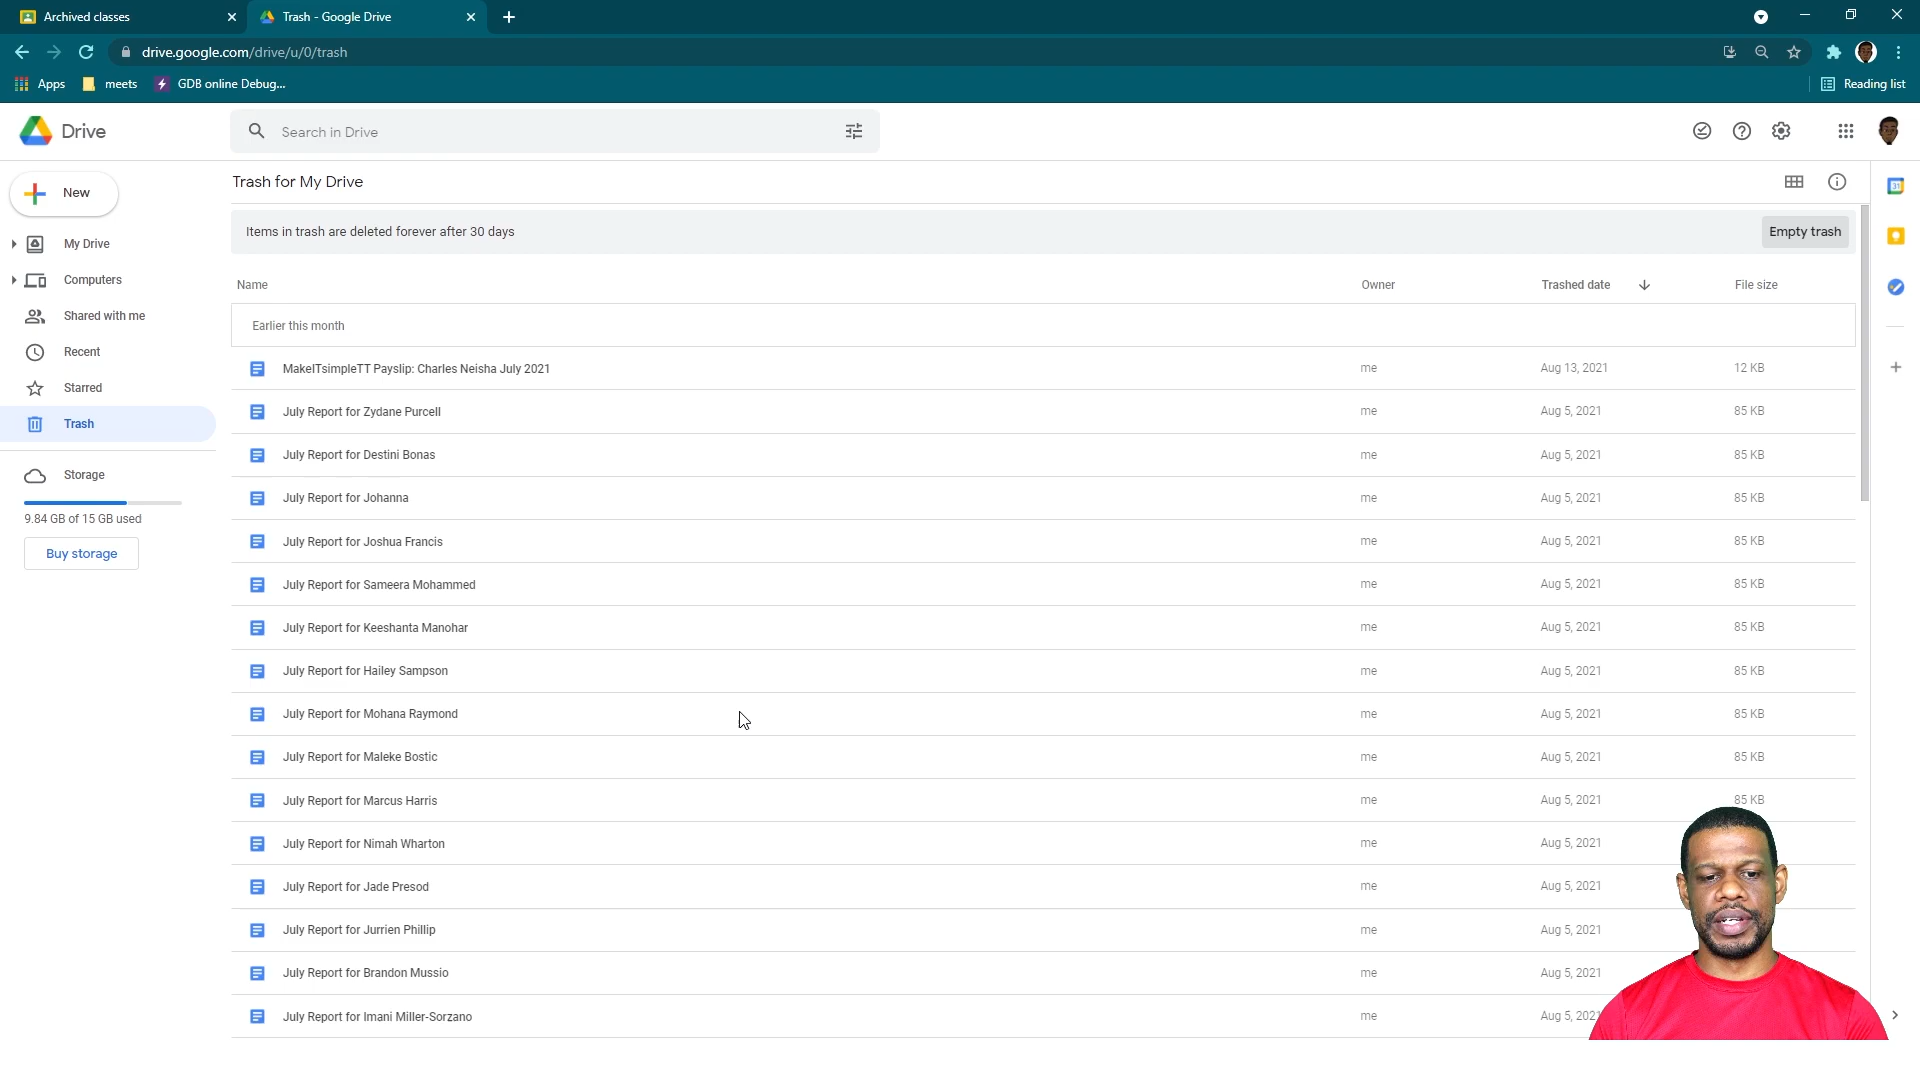 Archived classes
Trash - Google Drive
drive.google.com/drive/u/0/trash
Apps
meets
GDB online Debug...
Reading list
Drive
Search in Drive
New
Trash for My Drive
My Drive
Computers
Shared with me
Recent
Starred
Trash
Storage
9.84 GB of 15 GB used
Buy storage
Items in trash are deleted forever after 30 days
Empty trash
Name Owner Trashed date File size
Earlier this month
MakeITsimpleTT Payslip: Charles Neisha July 2021 me Aug 13, 2021 12 KB
July Report for Zydane Purcell me Aug 5, 2021 85 KB
July Report for Destini Bonas me Aug 5, 2021 85 KB
July Report for Johanna me Aug 5, 2021 85 KB
July Report for Joshua Francis me Aug 5, 2021 85 KB
July Report for Sameera Mohammed me Aug 5, 2021 85 KB
July Report for Keeshanta Manohar me Aug 5, 2021 85 KB
July Report for Hailey Sampson me Aug 5, 2021 85 KB
July Report for Mohana Raymond me Aug 5, 2021 85 KB
July Report for Maleke Bostic me Aug 5, 2021 85 KB
July Report for Marcus Harris me Aug 5, 2021 85 KB
July Report for Nimah Wharton me Aug 5, 2021
July Report for Jade Presod me Aug 5, 2021
July Report for Jurrien Phillip me Aug 5, 2021
July Report for Brandon Mussio me Aug 5, 2021
July Report for Imani Miller-Sorzano me Aug 5, 2021
31